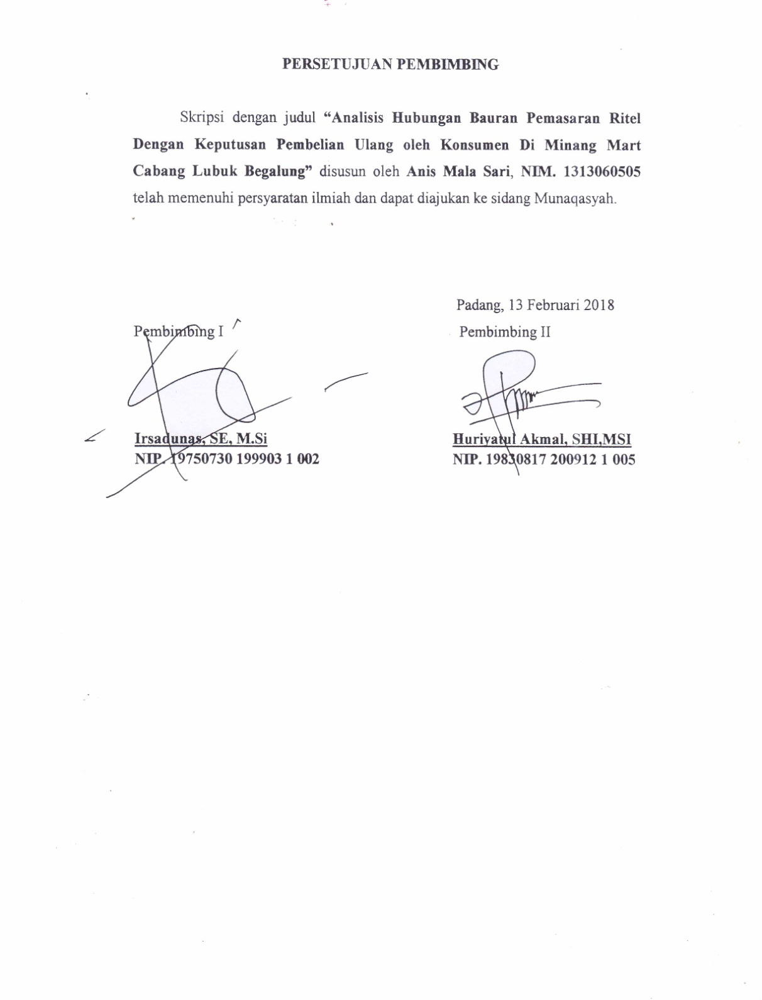 PERSETUJUAN PEMBIMBING
Skripsi dengan judul “Analisis Hubungan Bauran Pemasaran Ritel
Dengan Keputusan Pembelian Ulang oleh Konsumen Di Minang Mart
Cabang Lubuk Begalung” disusun oleh Anis Mala Sari, NIM. 1313060505
telah memenuhi persyaratan ilmiah dan dapat diajukan ke sidang Munaqasyah.
Padang, 13 Februari 2018
Pembimbing I
Pembimbing II
Irsadunas, SE, M.Si
Huriyatul Akmal, SHI,MSI
NIP. 19750730 199903 1 002
NIP. 19830817 200912 1 005